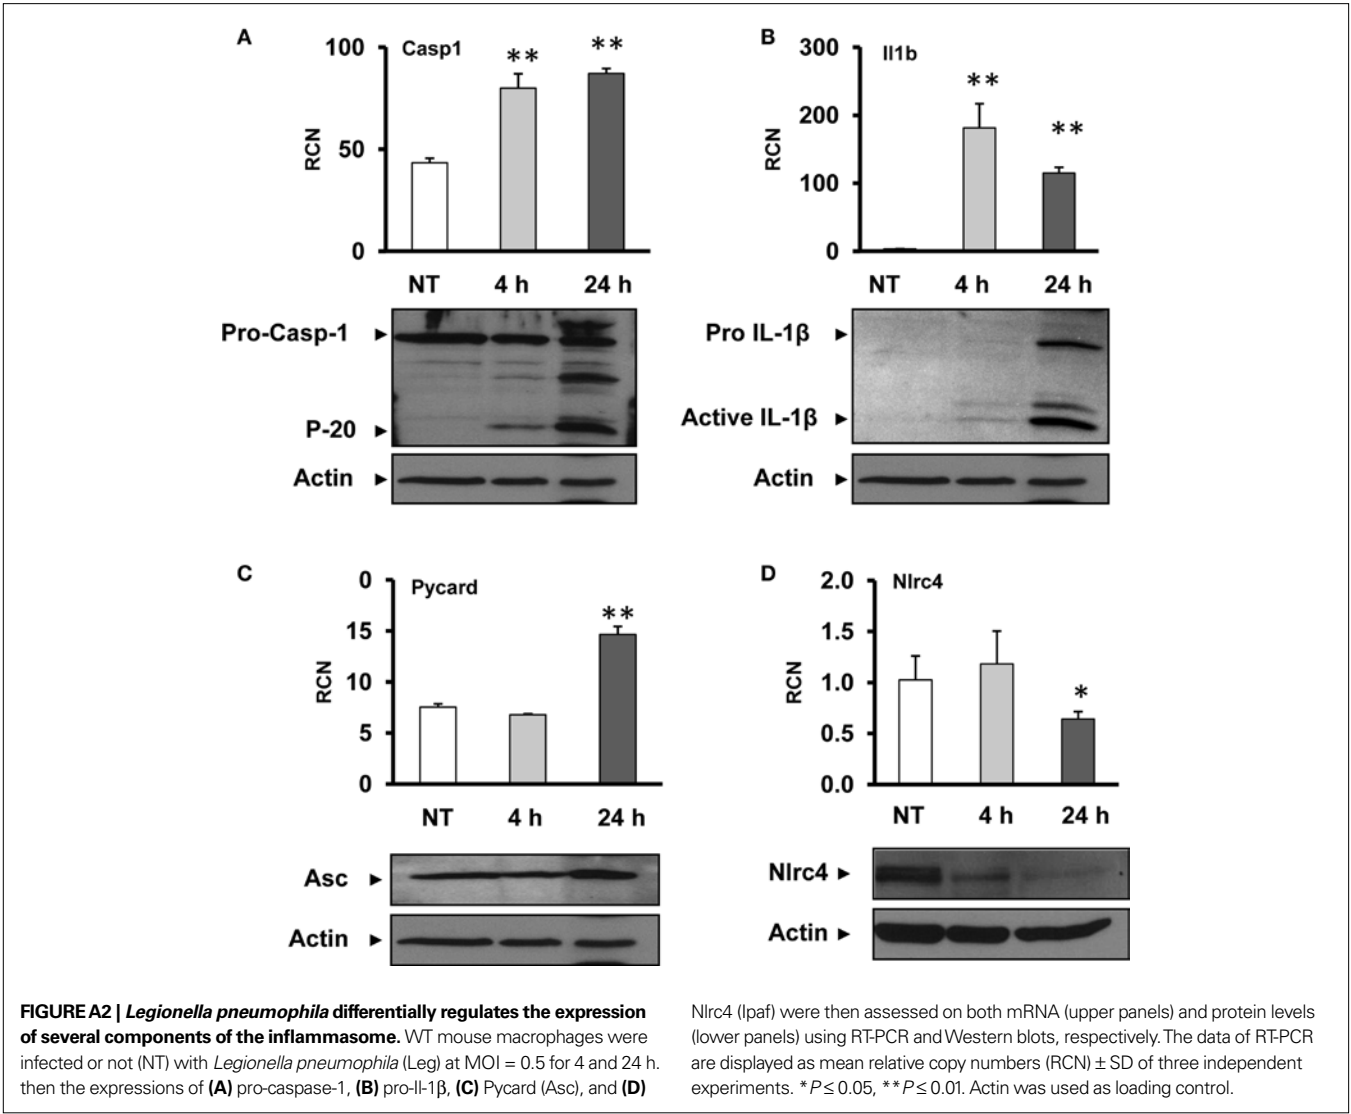 A
100
Casp1
**
**
RCN
50
0
NT 4 h 24 h
Pro-Casp-1 ►
P-20 ►
Actin ►
B
300
Il1b
**
200
**
RCN
100
0
NT 4 h 24 h
Pro IL-1β ►
Active IL-1β ►
Actin ►
C
0
Pycard
**
15
RCN
10
5
0
NT 4 h 24 h
Asc ►
Actin ►
D
2.0
Nlrc4
1.5
RCN
1.0
*
0.5
0.0
NT 4 h 24 h
Nlrc4 ►
Actin ►
FIGURE A2 | Legionella pneumophila differentially regulates the expression
of several components of the inflammasome. WT mouse macrophages were
infected or not (NT) with Legionella pneumophila (Leg) at MOI = 0.5 for 4 and 24 h.
then the expressions of (A) pro-caspase-1, (B) pro-Il-1β, (C) Pycard (Asc), and (D)
Nlrc4 (Ipaf) were then assessed on both mRNA (upper panels) and protein levels
(lower panels) using RT-PCR and Western blots, respectively. The data of RT-PCR
are displayed as mean relative copy numbers (RCN) ± SD of three independent
experiments. *P ≤ 0.05, **P ≤ 0.01. Actin was used as loading control.